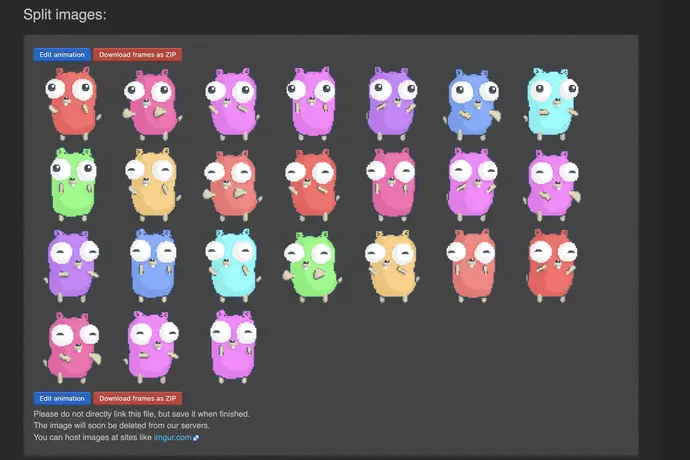 Split images:
Edit animation
Download frames as ZIP
Edit animation
Download frames as ZIP
Please do not directly link this file, but save it when finished.
The image will soon be deleted from our servers.
You can host images at sites like imgur.com